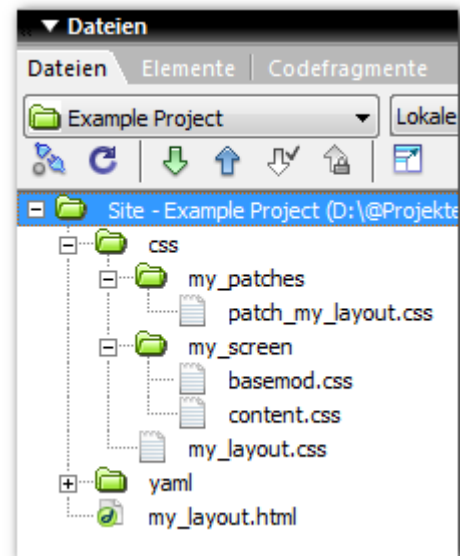 Dateien
Dateien Elemente Codefragmente
Example Project Lokale
Site - Example Project (D:\@Projekte
css
my_patches
patch_my_layout.css
my_screen
basemod.css
content.css
my_layout.css
yaml
my_layout.html